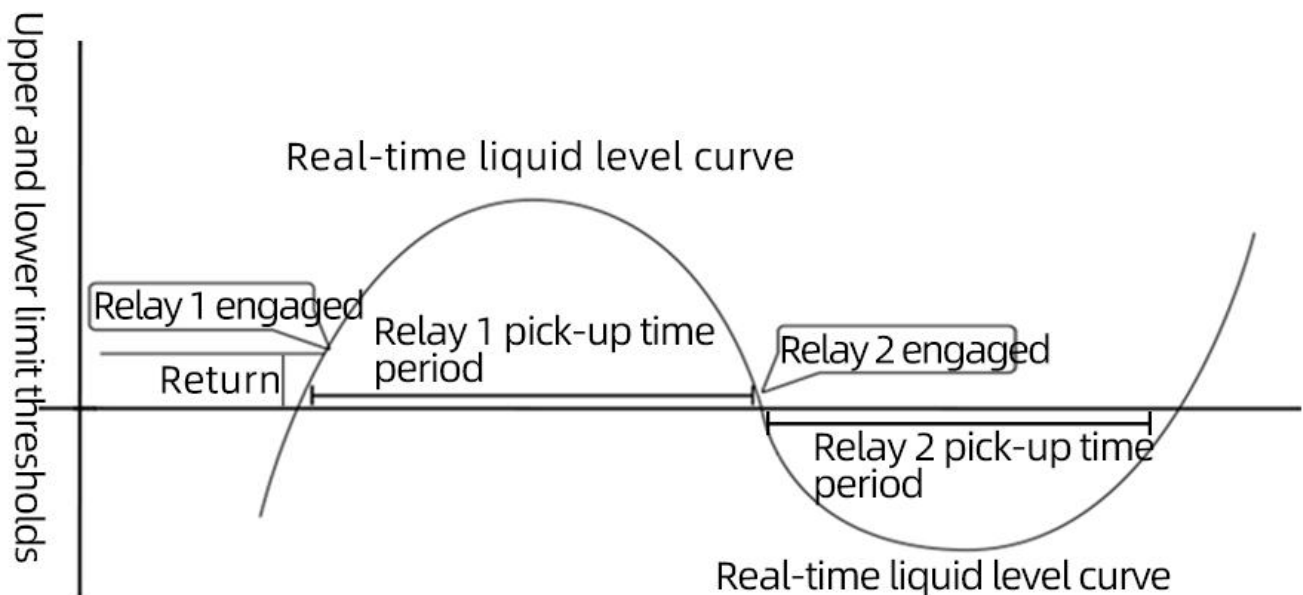 Upper and lower limit thresholds
Real-time liquid level curve
Relay 1 engaged
Relay 1 pick-up time
period
Relay 2 engaged
Return
Relay 2 pick-up time
period
Real-time liquid level curve